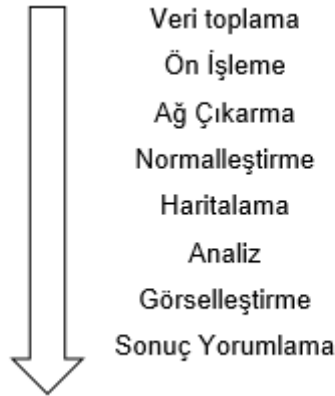 Veri toplama
Ön İşleme
Ağ Çıkarma
Normalleştirme
Haritalama
Analiz
Görselleştirme
Sonuç Yorumlama